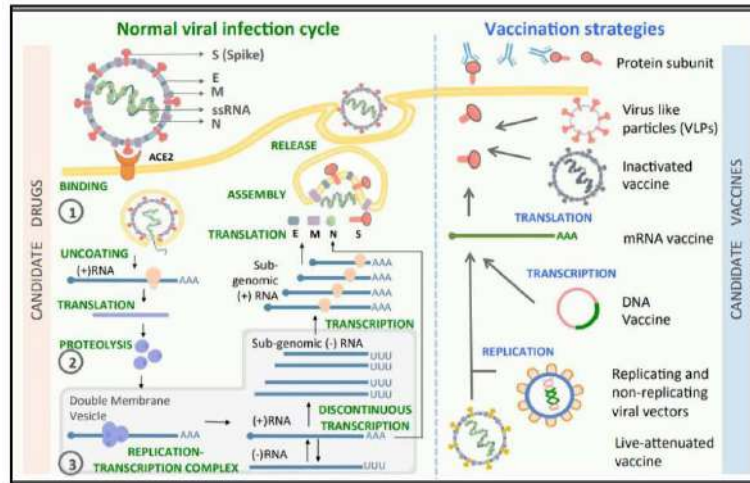 Normal viral infection cycle
S (Spike)
E
M
ssRNA
N
ACE2
RELEASE
BINDING
1
ASSEMBLY
TRANSLATION
E M N S
UNCOATING
(+)RNA
AAA
TRANSLATION
Sub-
genomic
(+) RNA
AAA
AAA
AAA
AAA
TRANSCRIPTION
PROTEOLYSIS
2
Sub-genomic (-) RNA
UUU
UUU
UUU
UUU
Double Membrane
Vesicle
DISCONTINUOUS
TRANSCRIPTION
(+)RNA
AAA
AAA
REPLICATION-
TRANSCRIPTION COMPLEX
3
(-)RNA
UUU
CANDIDATE DRUGS
Vaccination strategies
Protein subunit
Virus like
particles (VLPs)
Inactivated
vaccine
TRANSLATION
AAA
mRNA vaccine
TRANSCRIPTION
DNA
Vaccine
REPLICATION
Replicating and
non-replicating
viral vectors
Live-attenuated
vaccine
CANDIDATE VACCINES